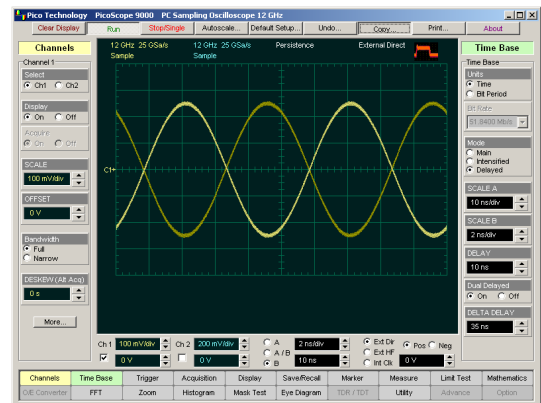 Pico Technology PicoScope 9000 PC Sampling Oscilloscope 12 GHz
Clear Display Run Stop/Single Autoscale... Default Setup... Undo... Copy... Print... About
Channels
Channel 1
Select
Ch1 Ch2
Display
On Off
Acquire
On Off
SCALE
100 mV/div
OFFSET
0 V
Bandwidth
Full
Narrow
DESKEW (Alt Acq)
0 s
More...
12 GHz 25 GSa/s 12 GHz 25 GSa/s Persistence External Direct
Sample Sample
C1+
Ch 1 100 mV/div Ch 2 200 mV/div A 2 ns/div Ext Dir Pos Neg
A / B Ext HF
0 V 0 V B 10 ns Int Clk 0 V
Time Base
Time Base
Units
Time
Bit Period
Bit Rate
51.8400 Mb/s
Mode
Main
Intensified
Delayed
SCALE A
10 ns/div
SCALE B
2 ns/div
DELAY
10 ns
Dual Delayed
On Off
DELTA DELAY
35 ns
Channels Time Base Trigger Acquisition Display Save/Recall Marker Measure Limit Test Mathematics
O/E Converter FFT Zoom Histogram Mask Test Eye Diagram TDR / TDT Utility Advance Option